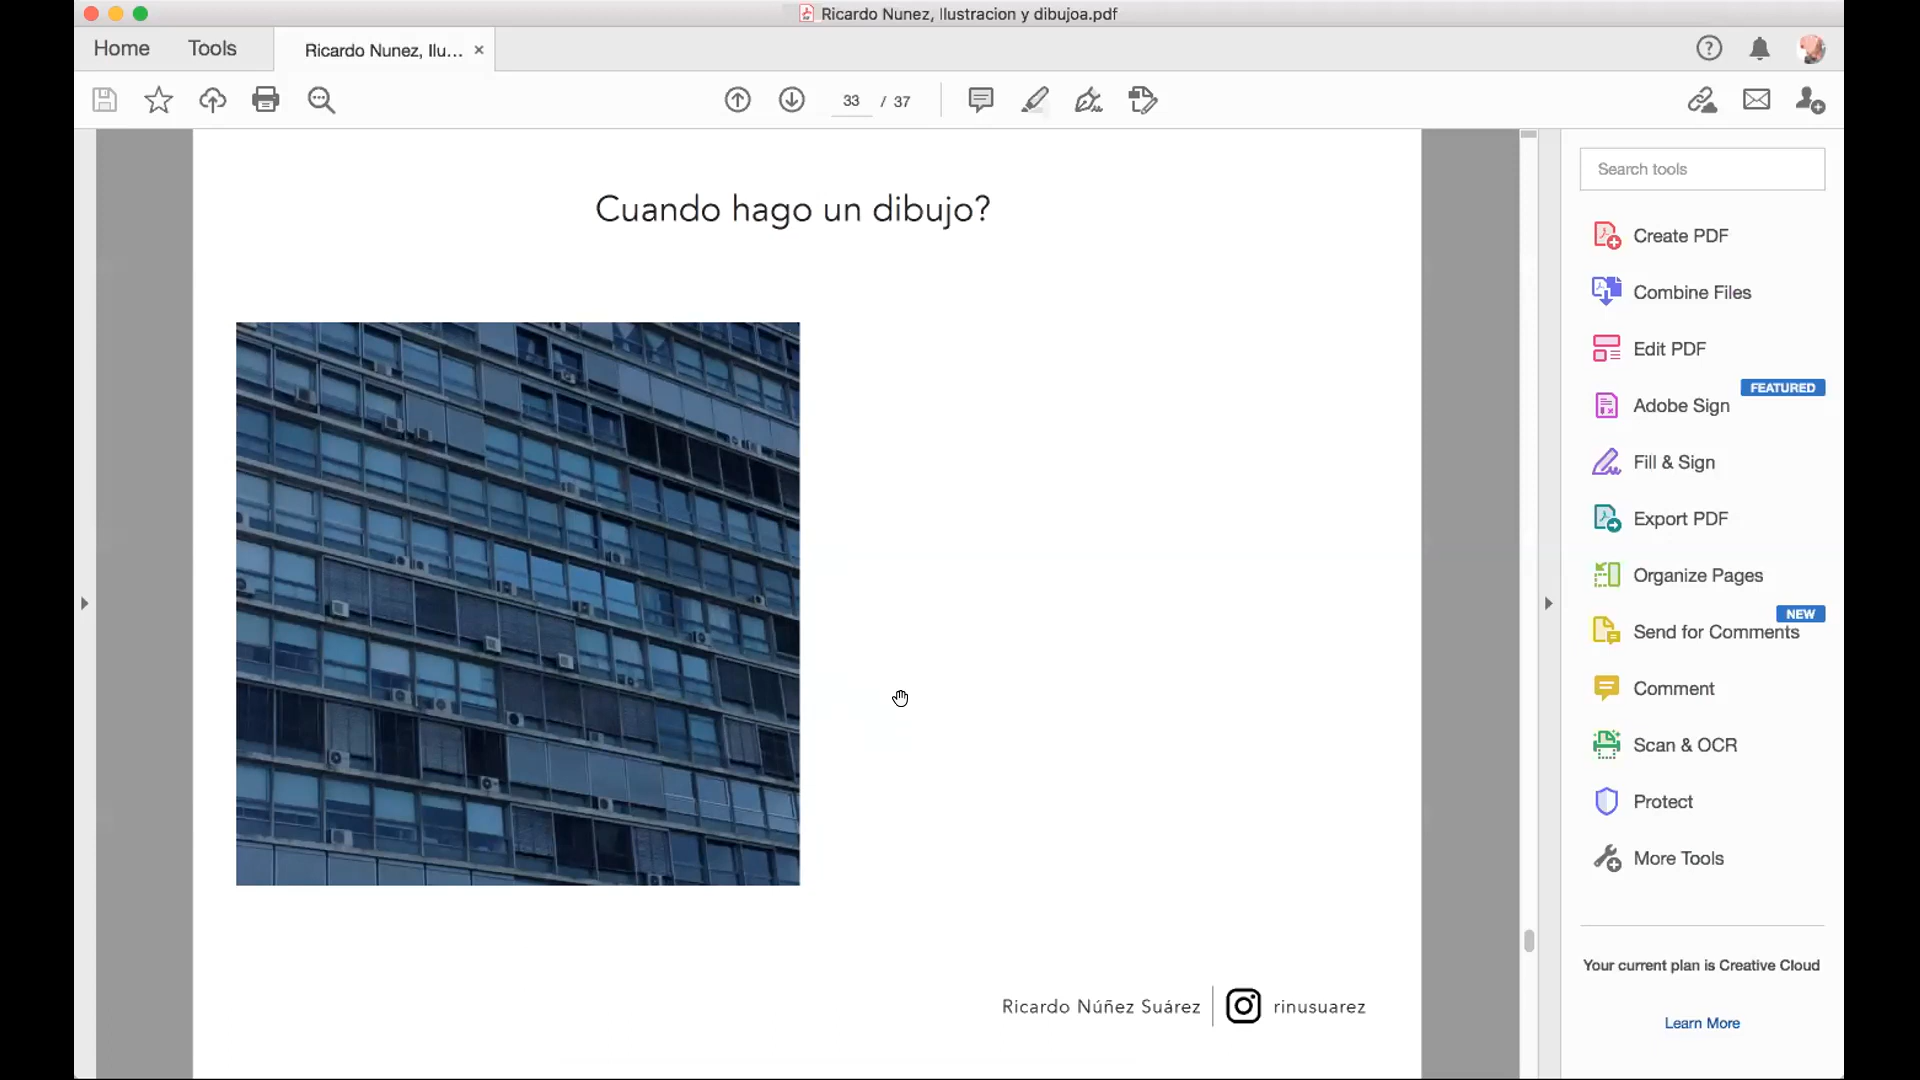 Ricardo Nunez, Ilustracion y dibujoa.pdf
Home
Tools
Ricardo Nunez, Ilu...
33 / 37
Cuando hago un dibujo?
Ricardo Núñez Suárez
rinusuarez
Search tools
Create PDF
Combine Files
Edit PDF
FEATURED
Adobe Sign
Fill & Sign
Export PDF
Organize Pages
NEW
Send for Comments
Comment
Scan & OCR
Protect
More Tools
Your current plan is Creative Cloud
Learn More